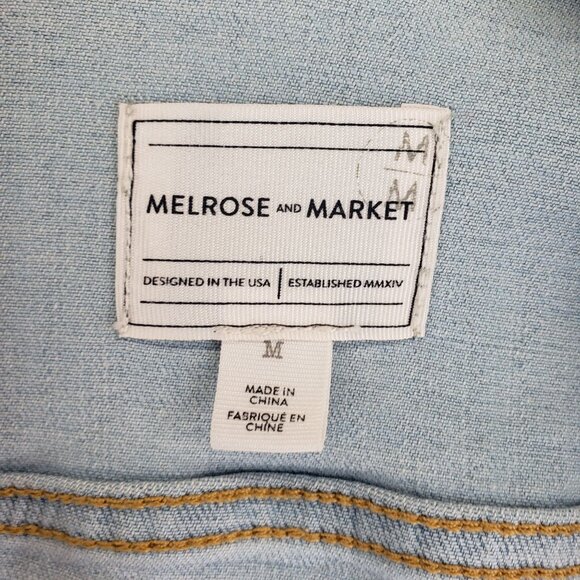 M
M
MELROSE AND MARKET
DESIGNED IN THE USA | ESTABLISHED MMXIV
M
MADE IN
CHINA
FABRIQUÉ EN
CHINE